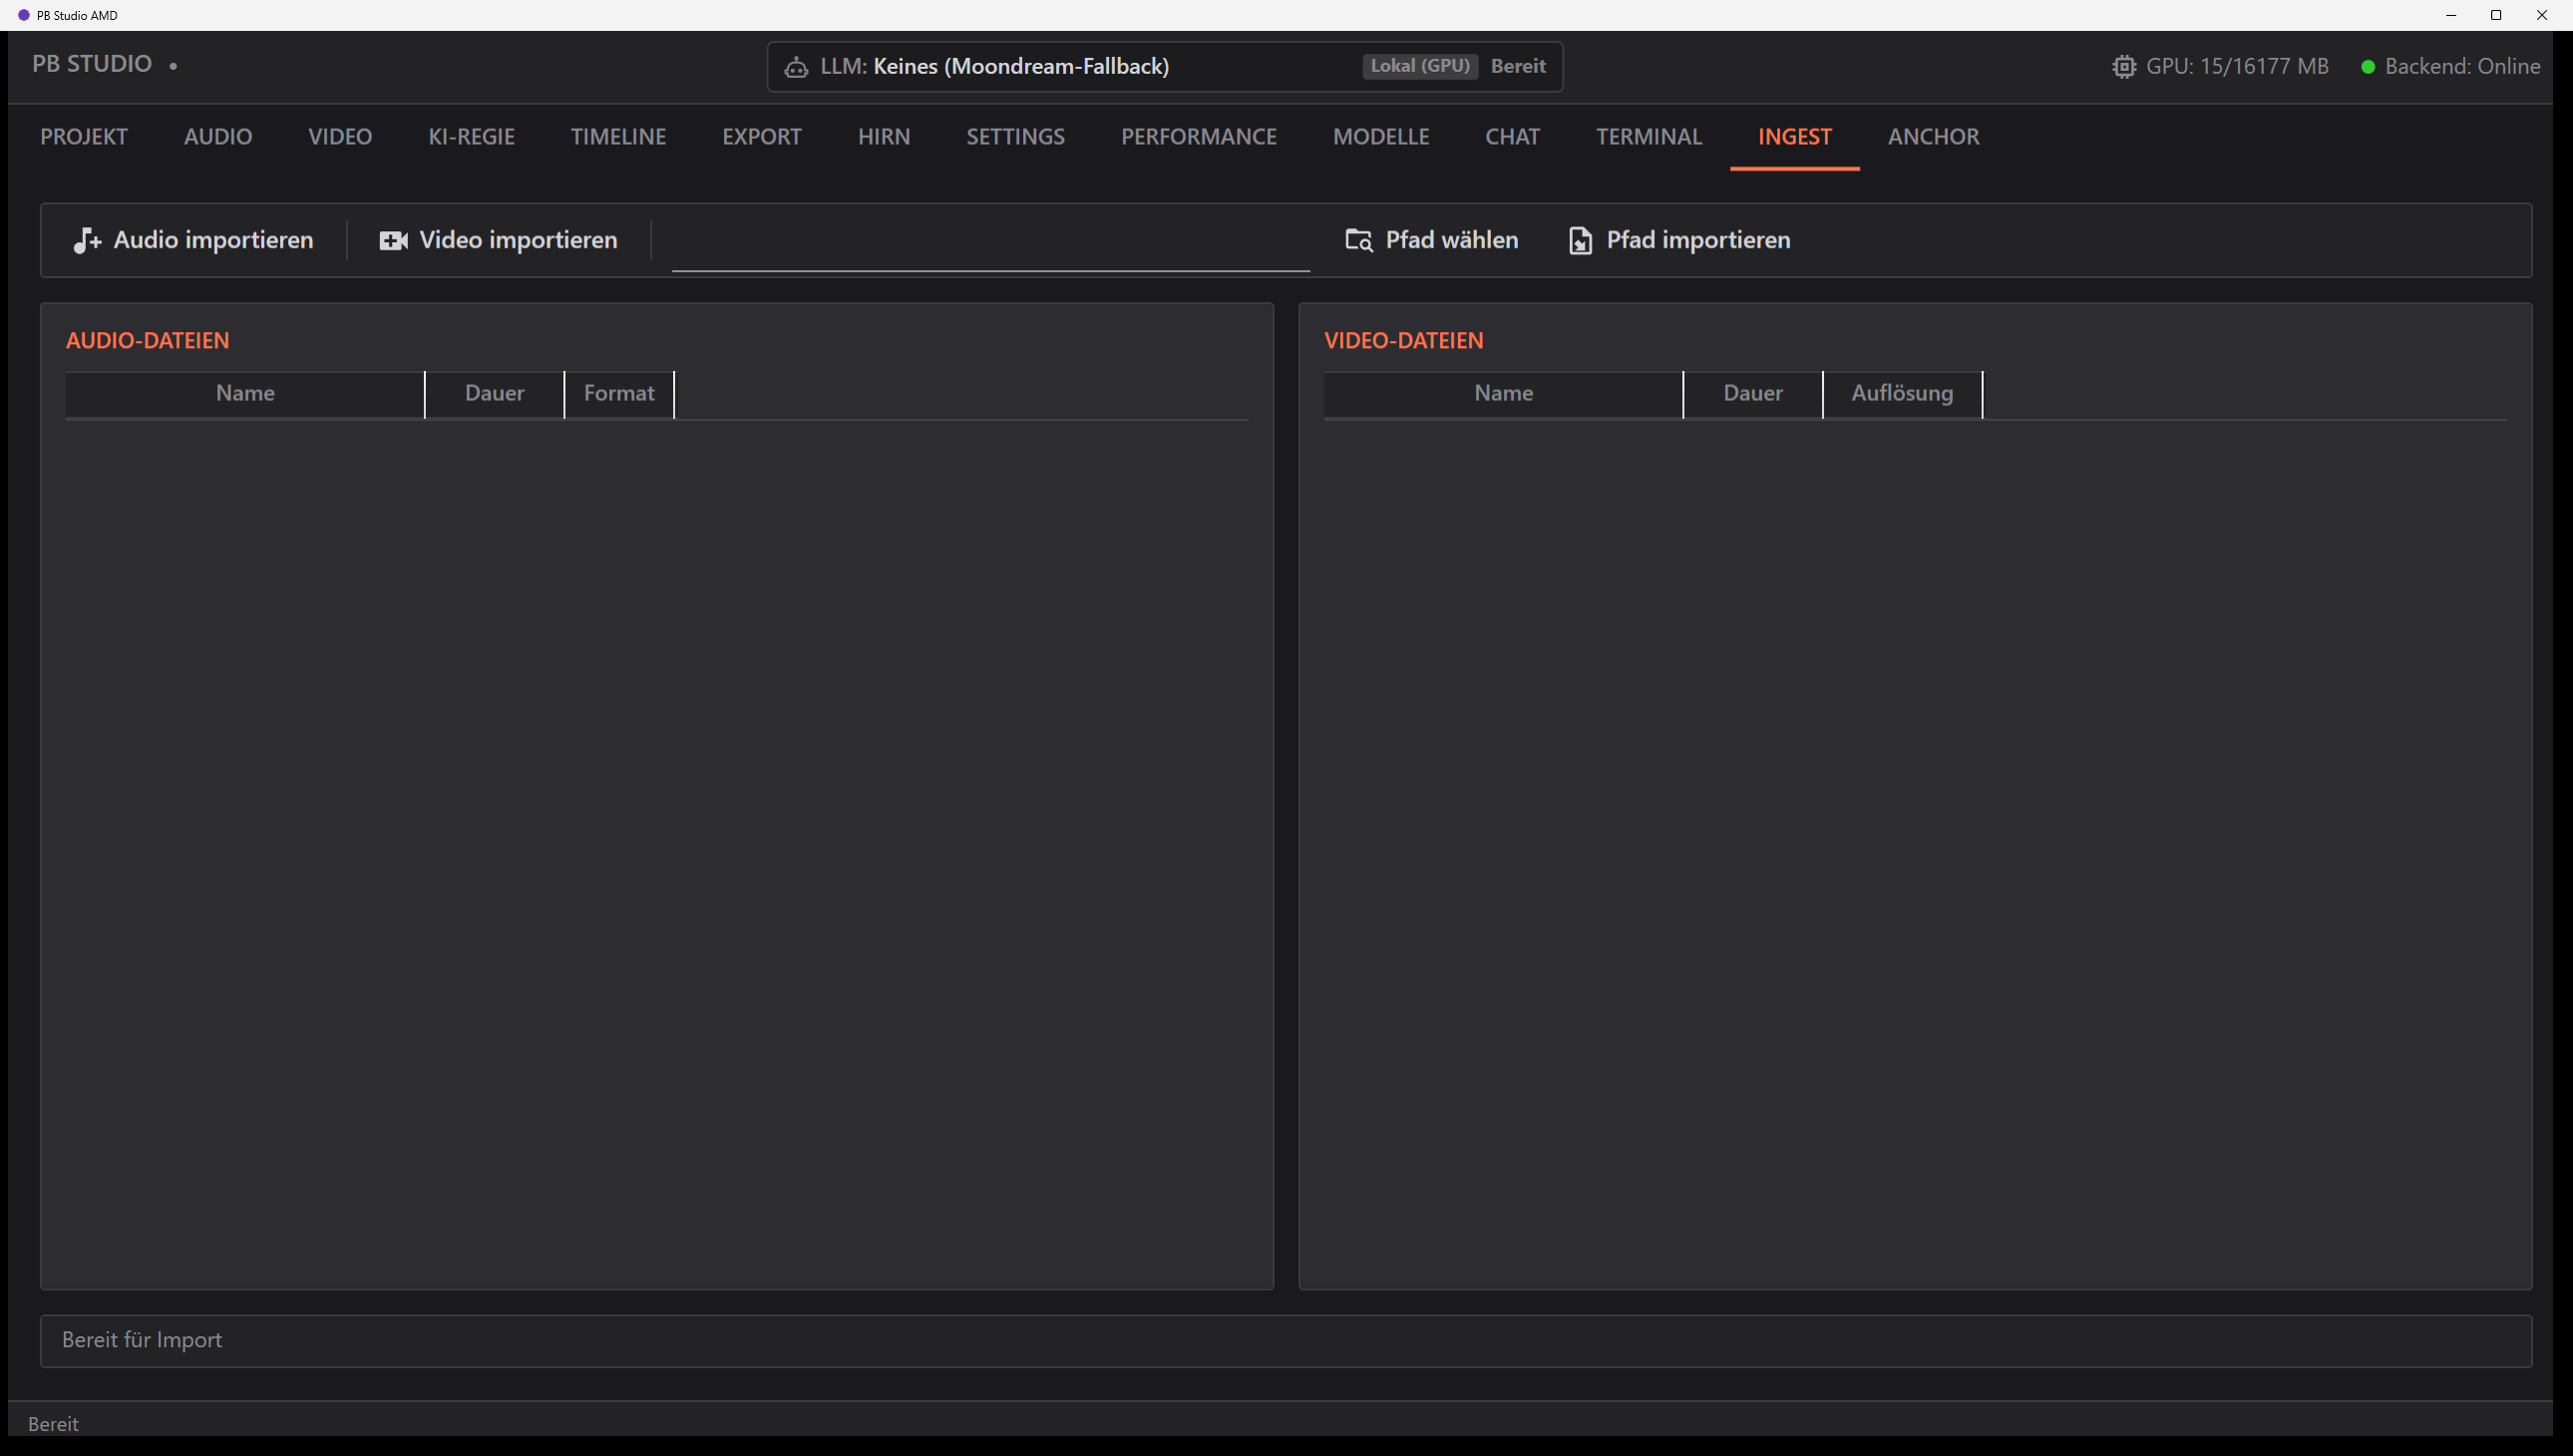 PB Studio AMD
PB STUDIO •
LLM: Keines (Moondream-Fallback) Lokal (GPU) Bereit
GPU: 15/16177 MB Backend: Online
PROJEKT AUDIO VIDEO KI-REGIE TIMELINE EXPORT HIRN SETTINGS PERFORMANCE MODELLE CHAT TERMINAL INGEST ANCHOR
Audio importieren Video importieren Pfad wählen Pfad importieren
AUDIO-DATEIEN
Name Dauer Format
VIDEO-DATEIEN
Name Dauer Auflösung
Bereit für Import
Bereit